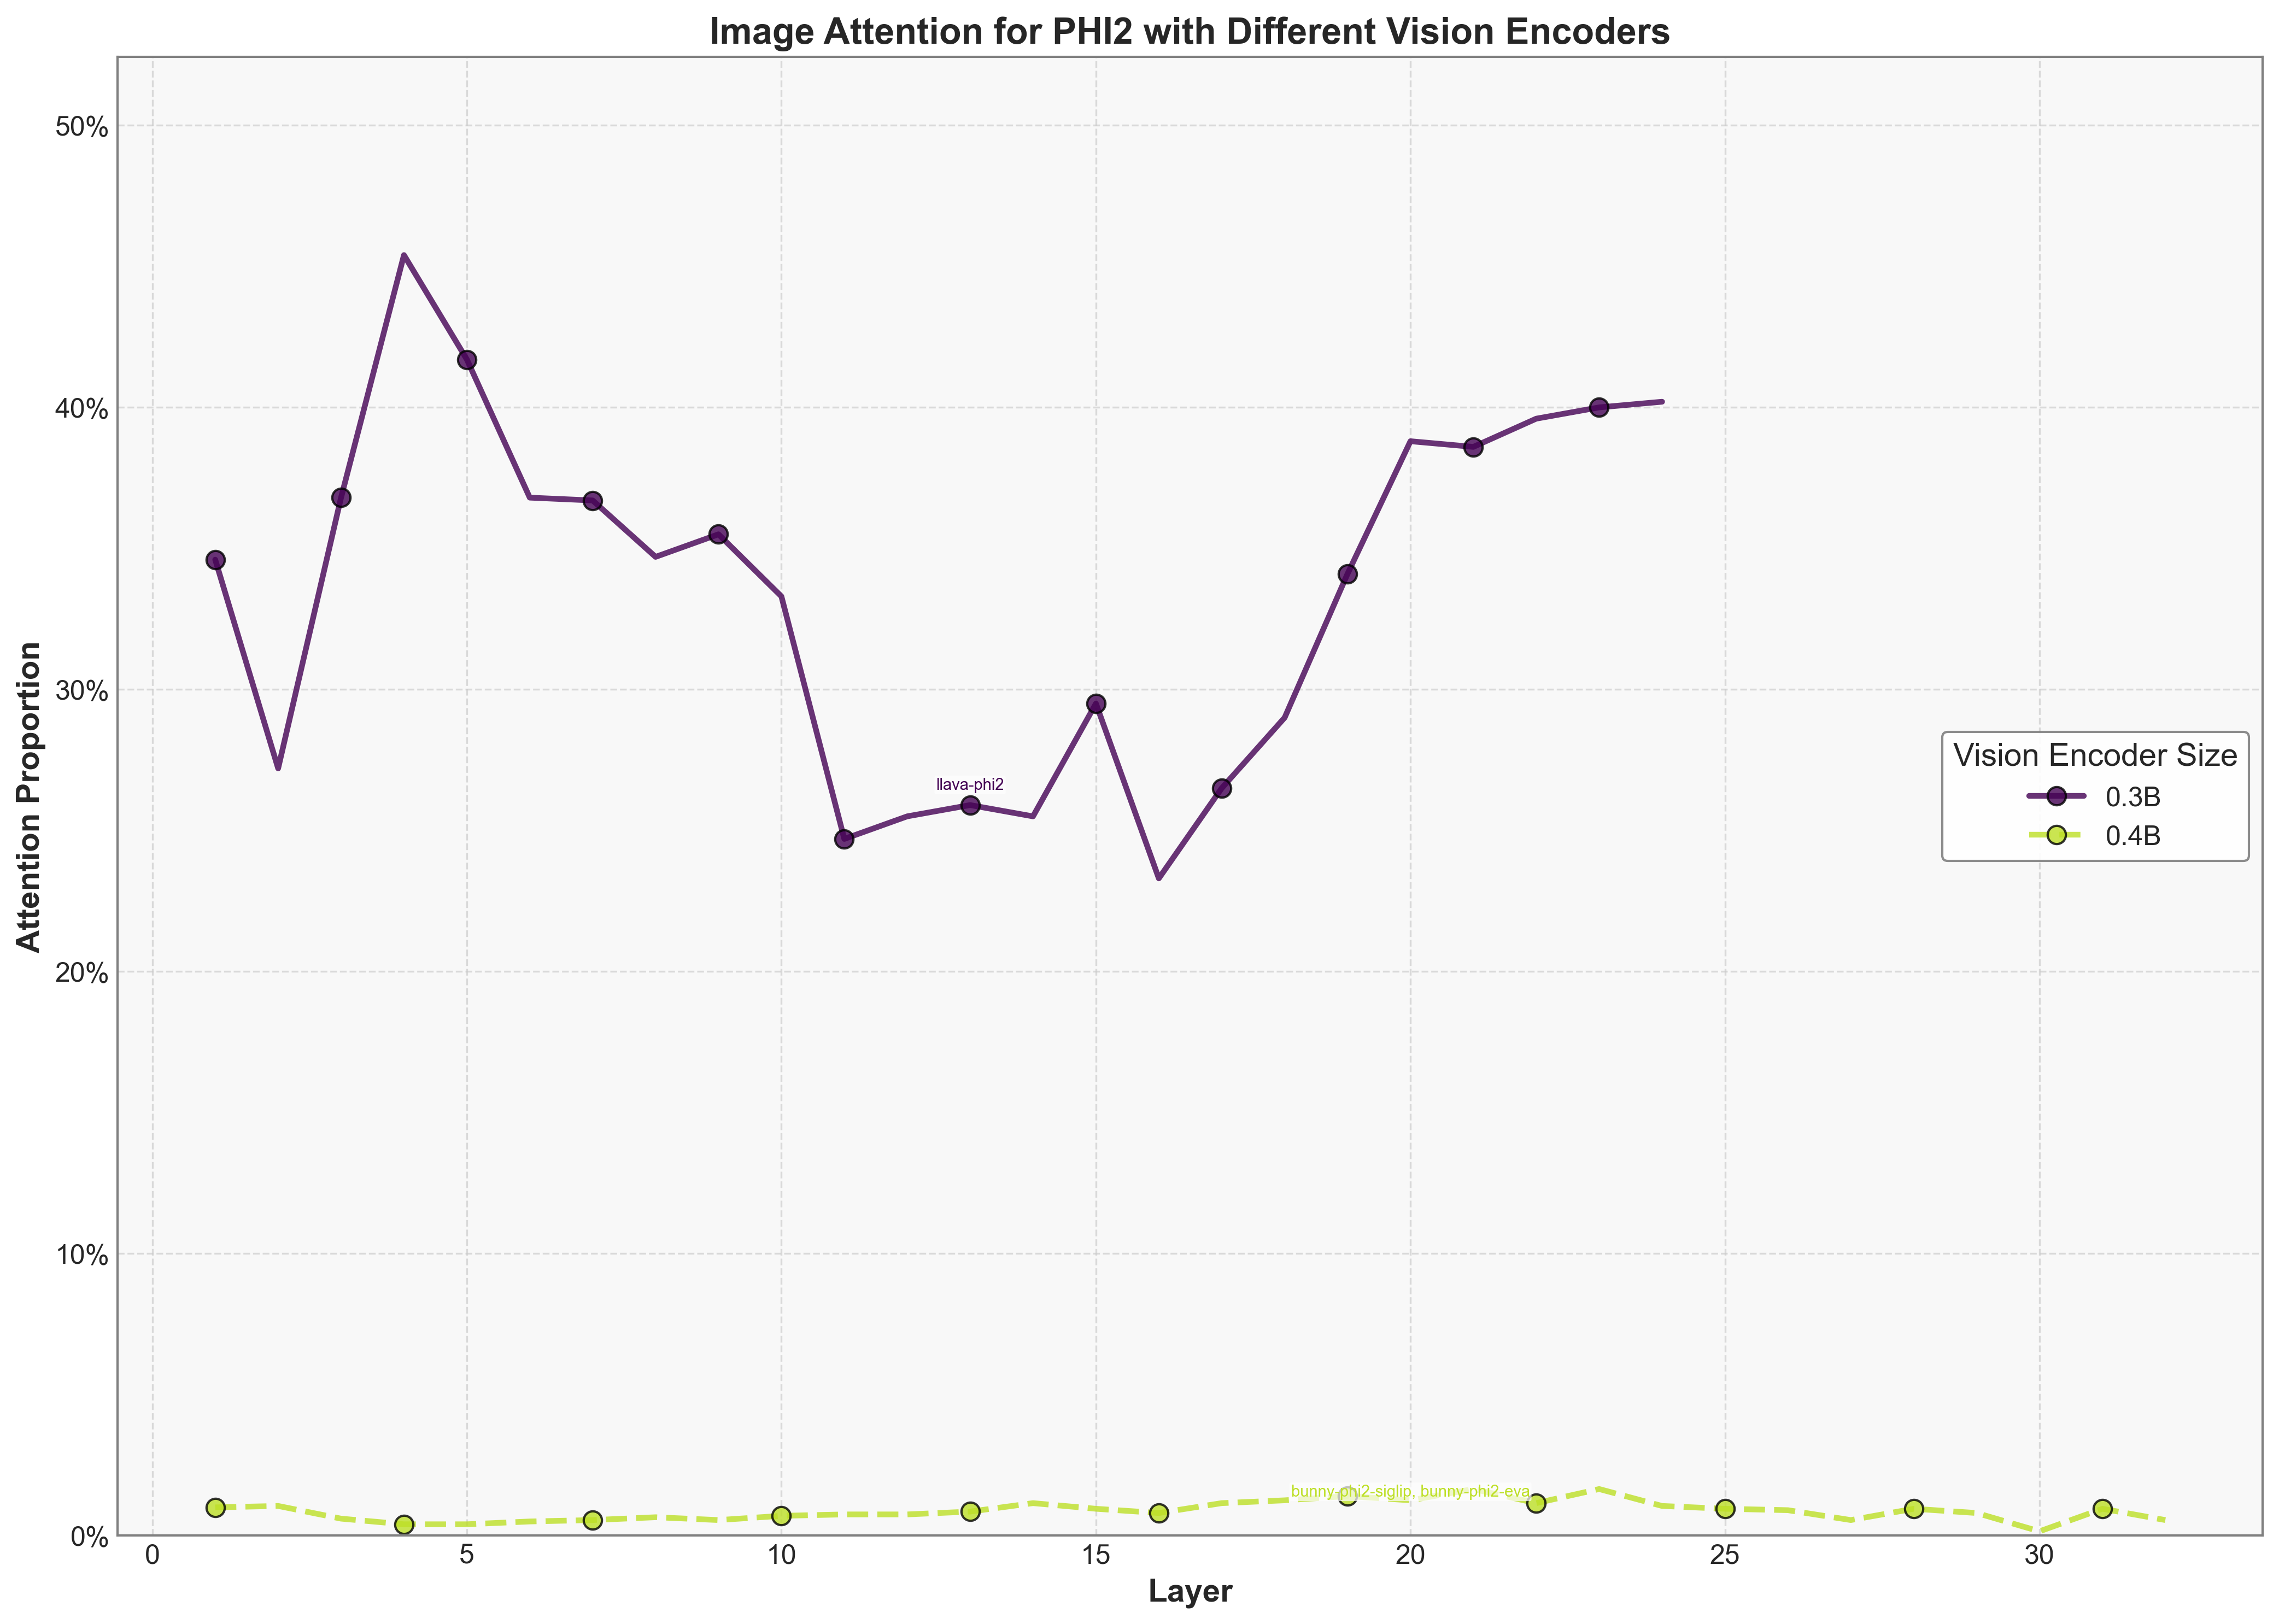 Image Attention for PHI2 with Different Vision Encoders
Attention Proportion
50%
40%
30%
20%
10%
0%
llava-phi2
Vision Encoder Size
0.3B
0.4B
bunny-phi2-siglip, bunny-phi2-eva
0 5 10 15 20 25 30
Layer